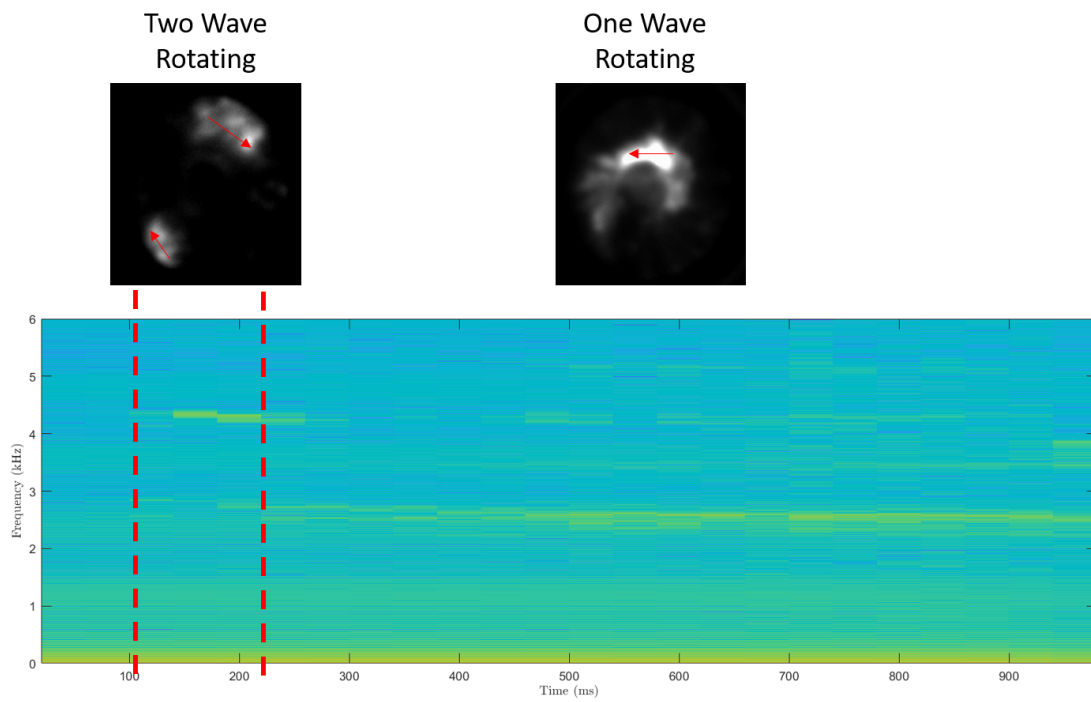 Two Wave
Rotating
One Wave
Rotating
6
5
4
3
2
1
0
Frequency (kHz)
100 200 300 400 500 600 700 800 900
Time (ms)